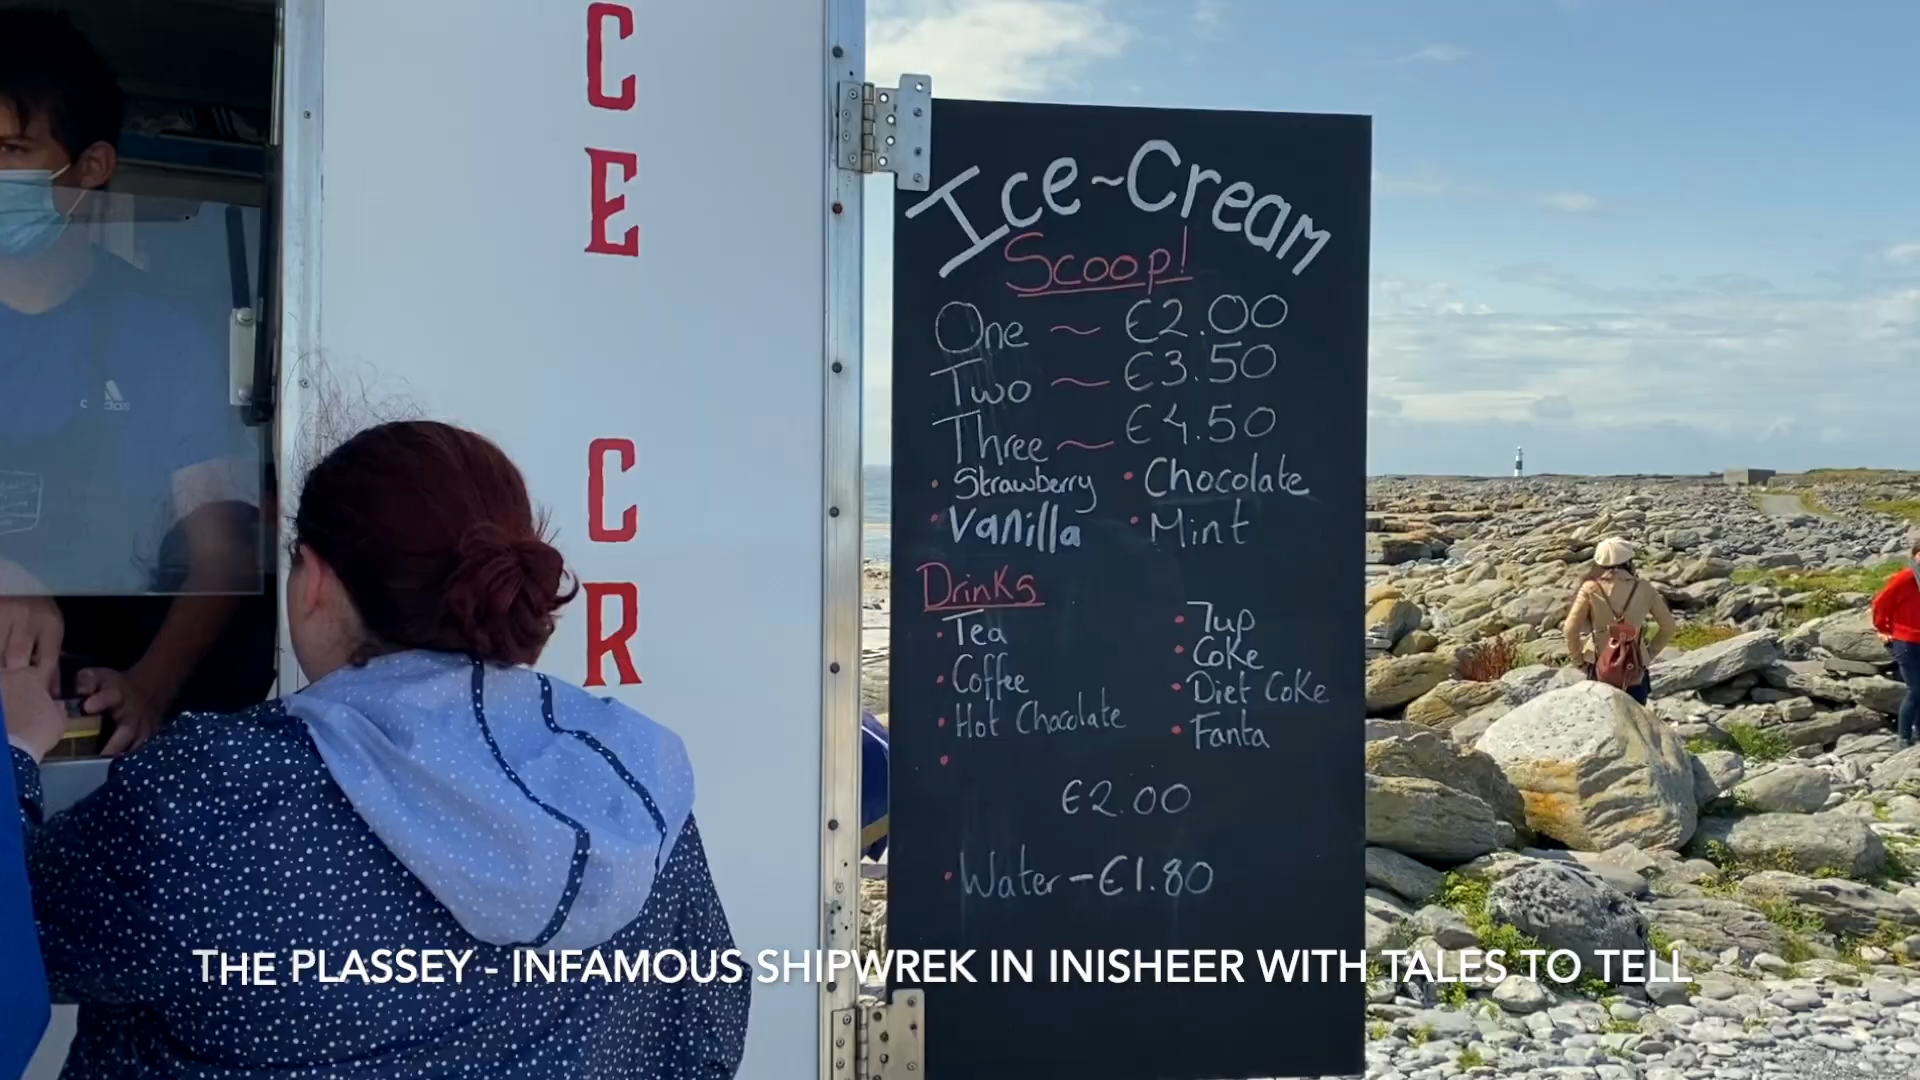 C
E
C
R
adidas
Ice~Cream
Scoop!
One ~ €2.00
Two ~ €3.50
Three ~ €4.50
• Strawberry • Chocolate
• Vanilla • Mint
Drinks
• Tea • 7up
• Coffee • Coke
• Hot Chocolate • Diet Coke
• • Fanta
€2.00
• Water - €1.80
THE PLASSEY - INFAMOUS SHIPWREK IN INISHEER WITH TALES TO TELL